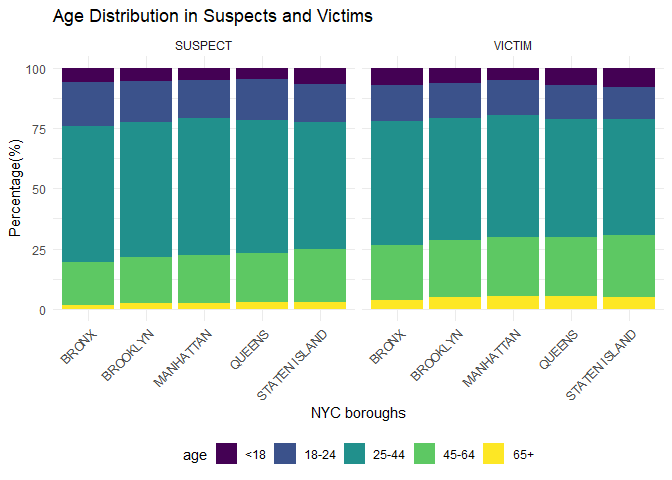 Age Distribution in Suspects and Victims
SUSPECT
VICTIM
Percentage(%)
100
75
50
25
0
BRONX
BROOKLYN
MANHATTAN
QUEENS
STATEN ISLAND
BRONX
BROOKLYN
MANHATTAN
QUEENS
STATEN ISLAND
NYC boroughs
age <18 18-24 25-44 45-64 65+